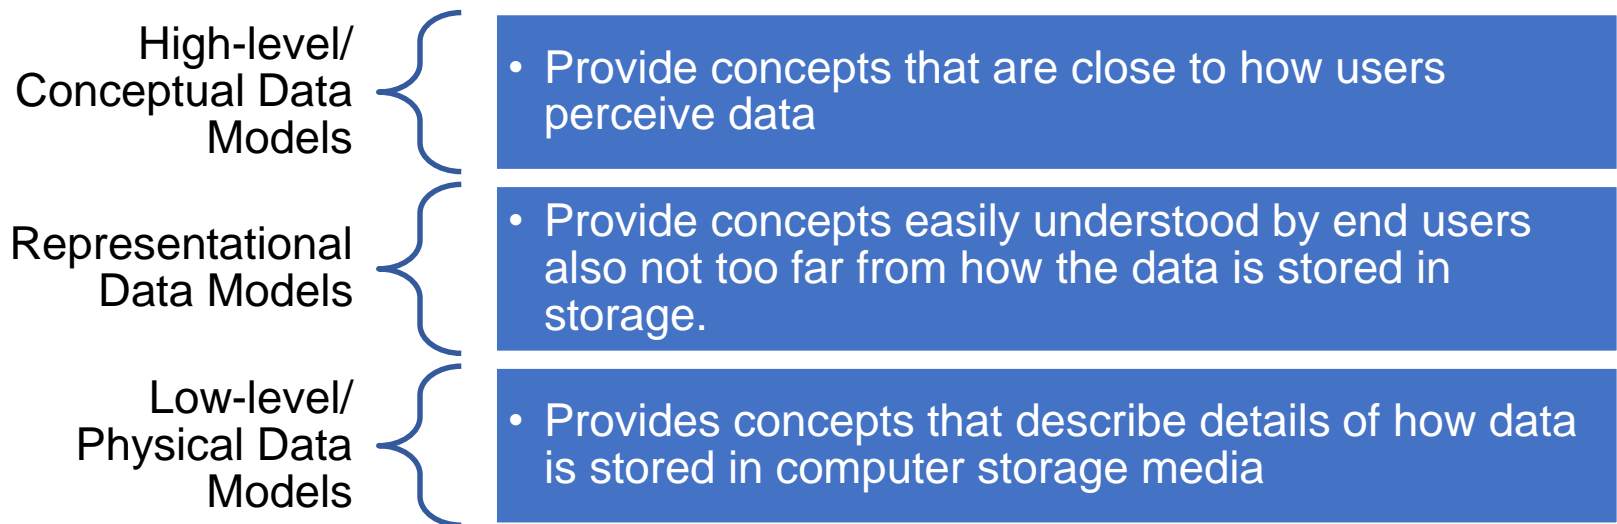 High-level/
Conceptual Data
Models
• Provide concepts that are close to how users
perceive data
Representational
Data Models
• Provide concepts easily understood by end users
also not too far from how the data is stored in
storage.
Low-level/
Physical Data
Models
• Provides concepts that describe details of how data
is stored in computer storage media